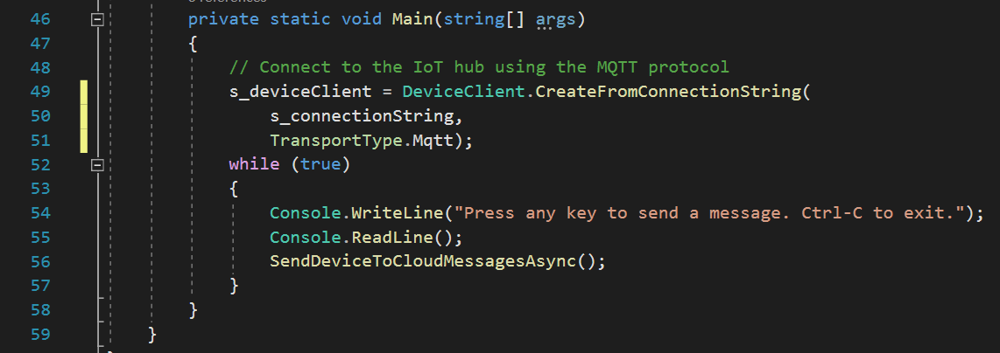 46 private static void Main(string[] args)
47 {
48 // Connect to the IoT hub using the MQTT protocol
49 s_deviceClient = DeviceClient.CreateFromConnectionString(
50 s_connectionString,
51 TransportType.Mqtt);
52 while (true)
53 {
54 Console.WriteLine("Press any key to send a message. Ctrl-C to exit.");
55 Console.ReadLine();
56 SendDeviceToCloudMessagesAsync();
57 }
58 }
59 }